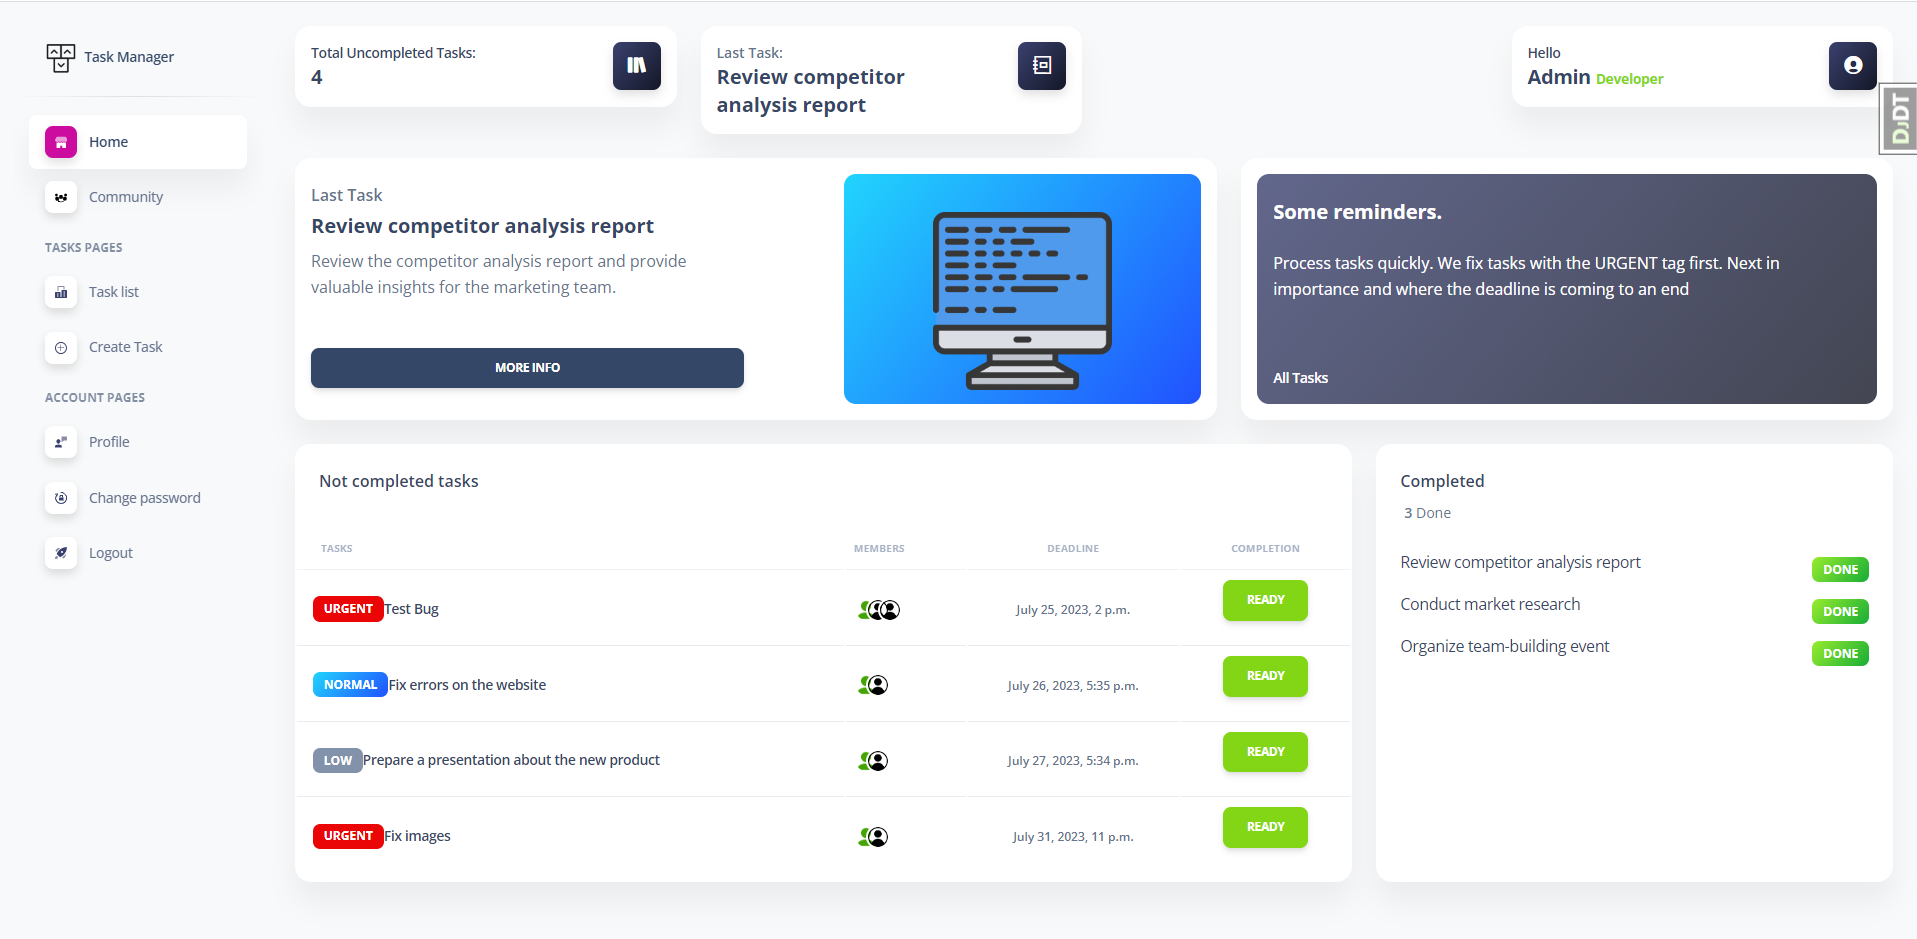 Task Manager
Home
Community
TASKS PAGES
Task list
Create Task
ACCOUNT PAGES
Profile
Change password
Logout
Total Uncompleted Tasks:
4
Last Task:
Review competitor
analysis report
Hello
Admin Developer
DJDT
Last Task
Review competitor analysis report
Review the competitor analysis report and provide
valuable insights for the marketing team.
MORE INFO
Some reminders.
Process tasks quickly. We fix tasks with the URGENT tag first. Next in
importance and where the deadline is coming to an end
All Tasks
Not completed tasks
TASKS MEMBERS DEADLINE COMPLETION
URGENT Test Bug July 25, 2023, 2 p.m. READY
NORMAL Fix errors on the website July 26, 2023, 5:35 p.m. READY
LOW Prepare a presentation about the new product July 27, 2023, 5:34 p.m. READY
URGENT Fix images July 31, 2023, 11 p.m. READY
Completed
3 Done
Review competitor analysis report DONE
Conduct market research DONE
Organize team-building event DONE